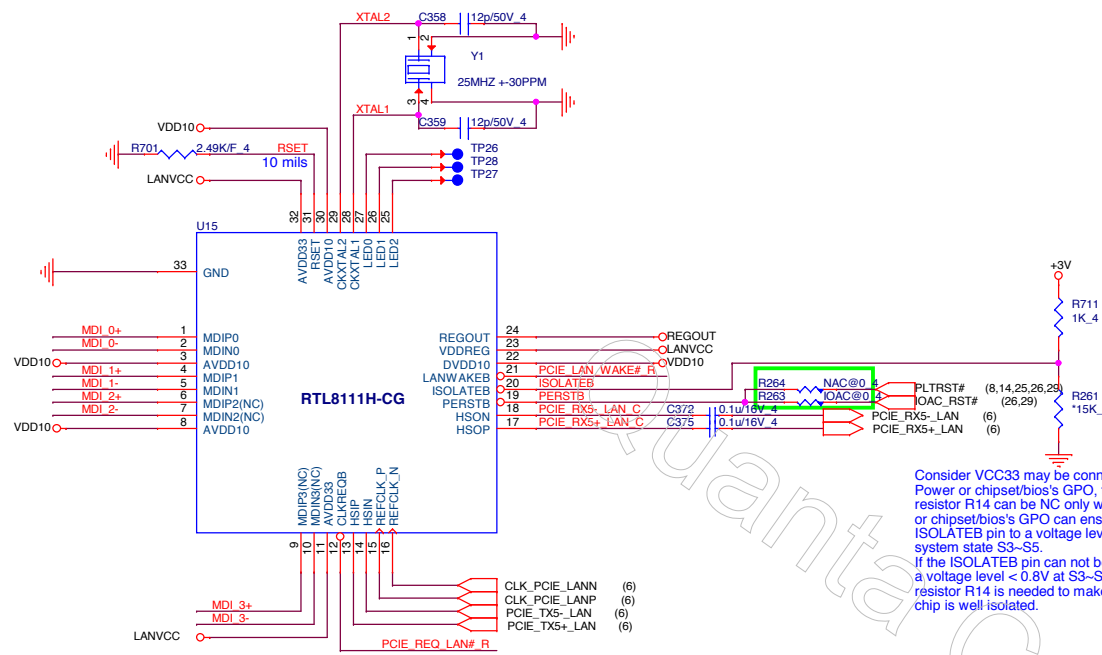 XTAL2
C358
12p/50V_4
1
2
Y1
25MHZ +-30PPM
3
4
XTAL1
C359
12p/50V_4
VDD10
R701
2.49K/F_4
RSET
10 mils
LANVCC
TP26
TP28
TP27
32
31
30
29
28
27
26
25
U15
AVDD33
RSET
AVDD10
CKXTAL2
CKXTAL1
LED0
LED1
LED2
33
GND
MDI_0+
1
MDIP0
MDI_0-
2
MDIN0
VDD10
3
AVDD10
MDI_1+
4
MDIP1
MDI_1-
5
MDIN1
MDI_2+
6
MDIP2(NC)
MDI_2-
7
MDIN2(NC)
VDD10
8
AVDD10
RTL8111H-CG
REGOUT
24
REGOUT
VDDREG
23
LANVCC
DVDD10
22
VDD10
LANWAKEB
21
PCIE_LAN_WAKE#_R
ISOLATEB
20
ISOLATEB
PERSTB
19
PERSTB
HSON
18
PCIE_RX5-_LAN_C
C372
0.1u/16V_4
HSOP
17
PCIE_RX5+_LAN_C
C375
0.1u/16V_4
R264
NAC@0_4
PLTRST#
(8,14,25,26,29)
R263
IOAC@0_4
IOAC_RST#
(26,29)
PCIE_RX5-_LAN
(6)
PCIE_RX5+_LAN
(6)
+3V
R711
1K_4
R261
*15K_
MDIP3(NC)
MDIN3(NC)
AVDD33
CLKREQB
HSIP
HSIN
REFCLK_P
REFCLK_N
9
10
11
12
13
14
15
16
CLK_PCIE_LANN
(6)
CLK_PCIE_LANP
(6)
PCIE_TX5-_LAN
(6)
PCIE_TX5+_LAN
(6)
MDI_3+
MDI_3-
LANVCC
PCIE_REQ_LAN#_R
Consider VCC33 may be conn
Power or chipset/bios's GPO,
resistor R14 can be NC only w
or chipset/bios's GPO can ens
ISOLATEB pin to a voltage lev
system state S3~S5.
If the ISOLATEB pin can not b
a voltage level < 0.8V at S3~S
resistor R14 is needed to make
chip is well isolated.
Quanta C